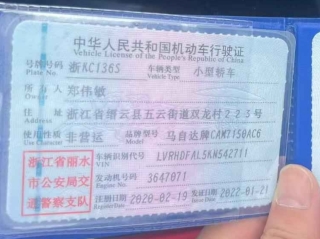 中华人民共和国机动车行驶证
Vehicle License of the People's Republic of China
号牌号码 浙KC1365 车辆类型 小型轿车
Plate No. Vehicle Type
所有人 郑伟敏
Owner
住址 浙江省缙云县五云街道双龙村223号
Address
使用性质 非营运 品牌型号 马自达牌CAM7150AC6
Use Character Model
浙江省丽水
市公安局交
通警察支队
车辆识别代号 LVRHDFAL5KN542711
VIN
发动机号码 3647071
Engine No.
注册日期 2020-02-19 发证日期 2022-01-21
Register Date Issue Date